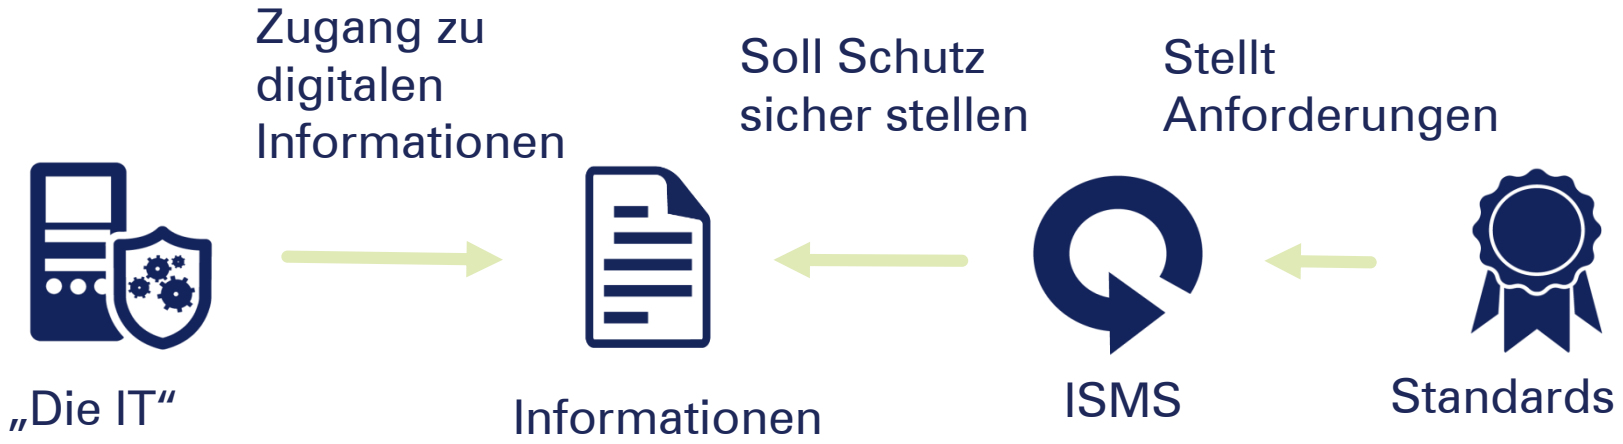 Zugang zu
digitalen
Informationen
Soll Schutz
sicher stellen
Stellt
Anforderungen
„Die IT“
Informationen
ISMS
Standards